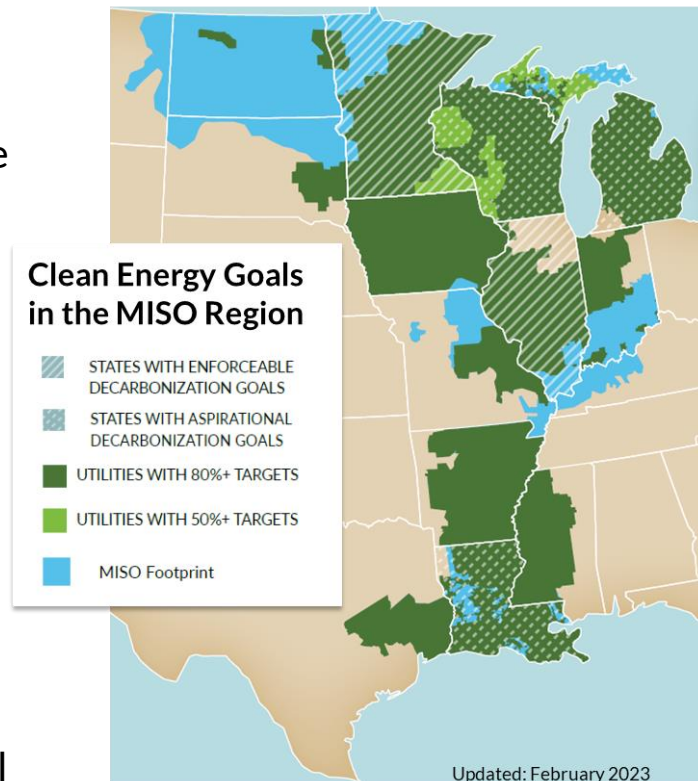 e
Clean Energy Goals
in the MISO Region
STATES WITH ENFORCEABLE
DECARBONIZATION GOALS
STATES WITH ASPIRATIONAL
DECARBONIZATION GOALS
UTILITIES WITH 80%+ TARGETS
UTILITIES WITH 50%+ TARGETS
MISO Footprint
Updated: February 2023